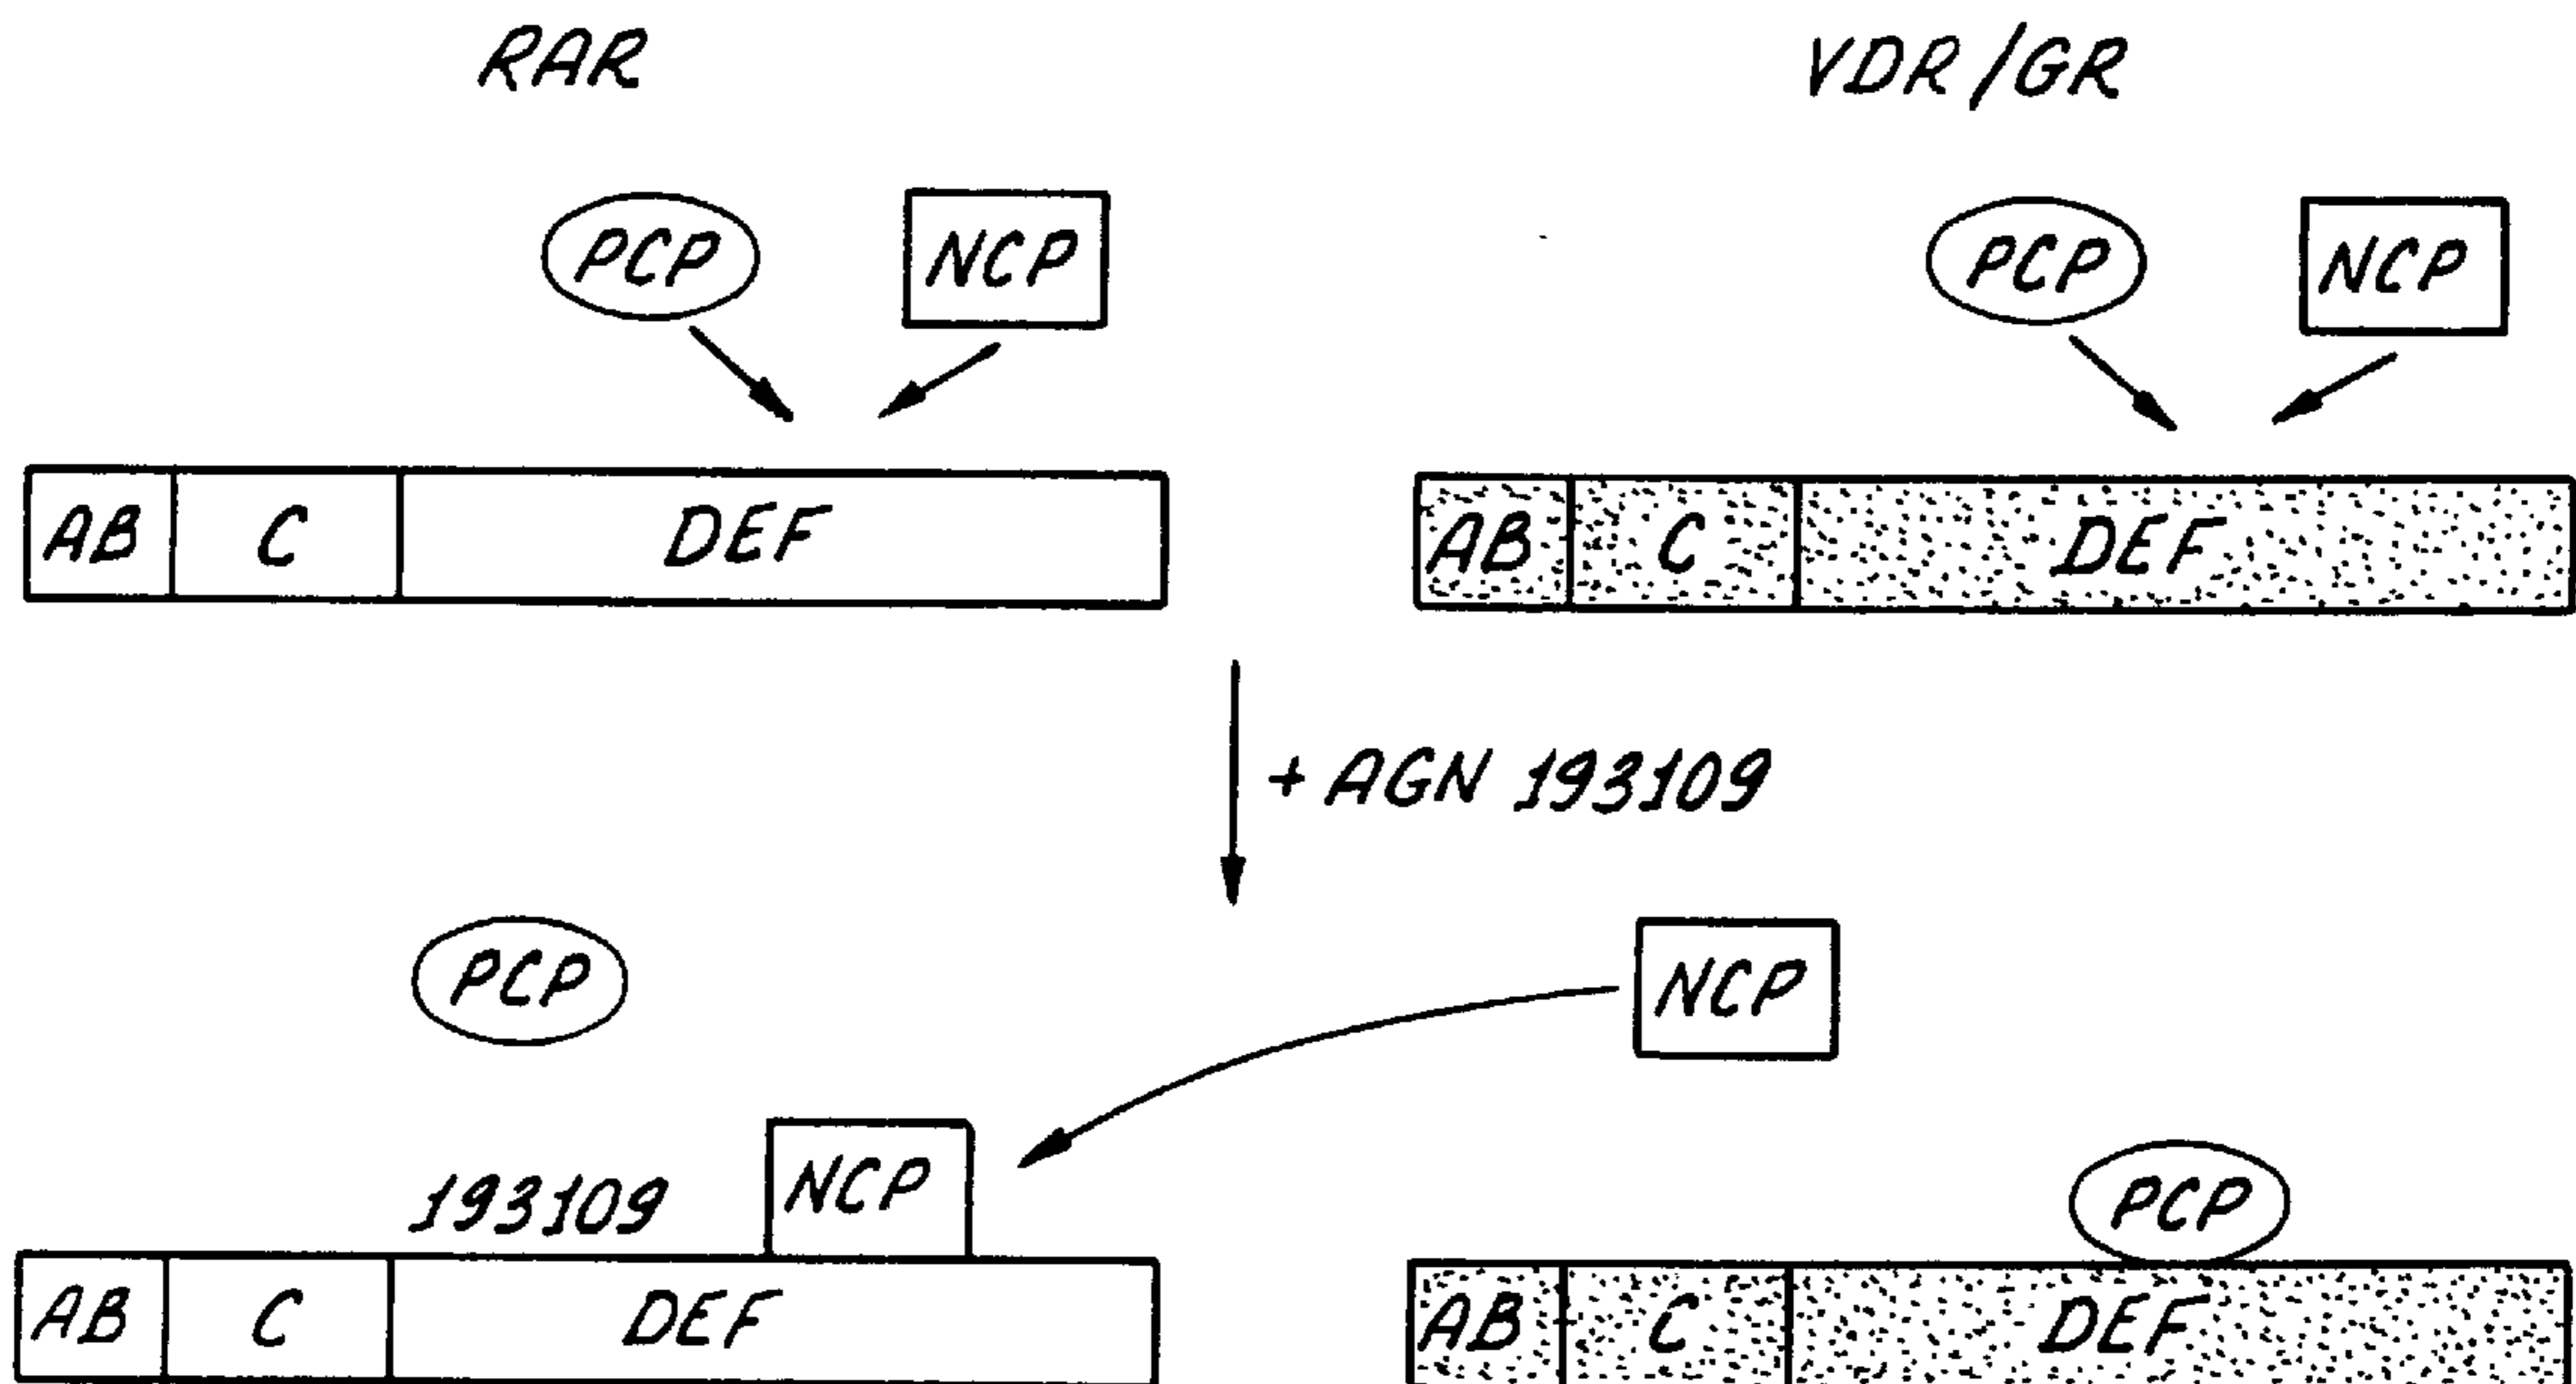 RAR VDR/GR
PCP NCP PCP NCP
AB C DEF AB C DEF
+ AGN 193109
PCP NCP
193109 NCP PCP
AB C DEF AB C DEF